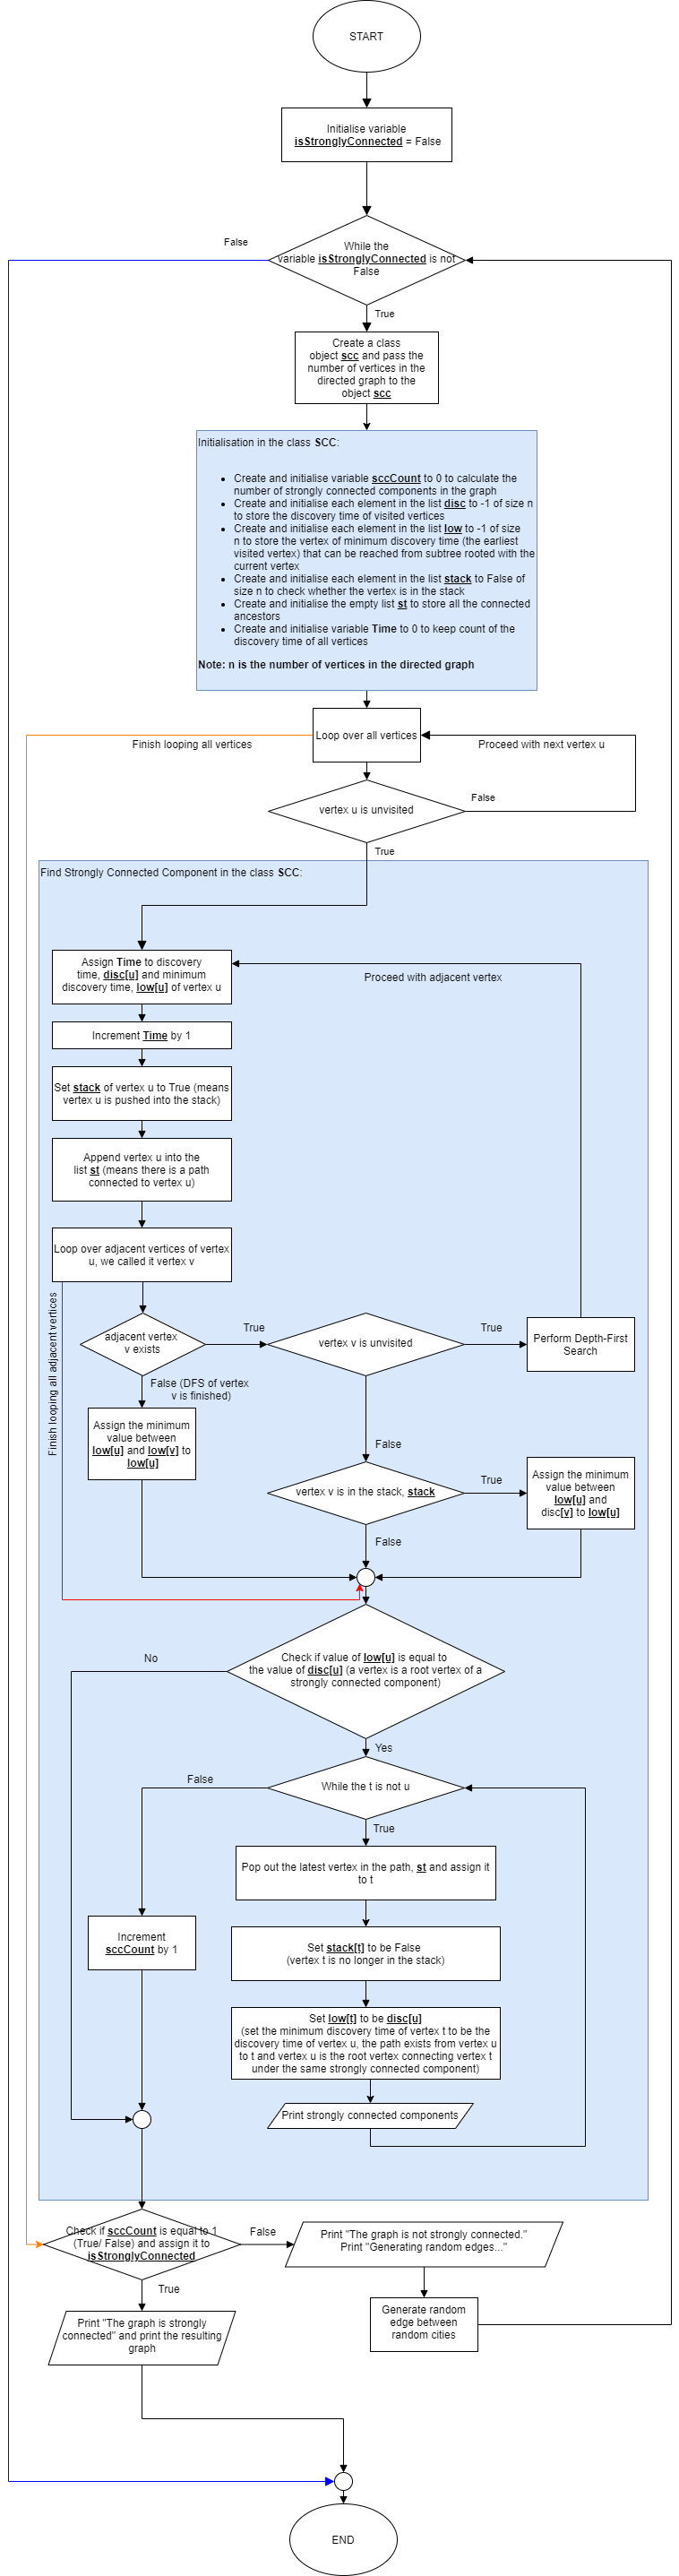 START
Initialise variable
isStronglyConnected = False
False
While the
variable isStronglyConnected is not
False
True
Create a class
object scc and pass the
number of vertices in the
directed graph to the
object scc
Initialisation in the class SCC:
• Create and initialise variable sccCount to 0 to calculate the
number of strongly connected components in the graph
• Create and initialise each element in the list disc to -1 of size n
to store the discovery time of visited vertices
• Create and initialise each element in the list low to -1 of size
n to store the vertex of minimum discovery time (the earliest
visited vertex) that can be reached from subtree rooted with the
current vertex
• Create and initialise each element in the list stack to False of
size n to check whether the vertex is in the stack
• Create and initialise the empty list st to store all the connected
ancestors
• Create and initialise variable Time to 0 to keep count of the
discovery time of all vertices
Note: n is the number of vertices in the directed graph
Loop over all vertices
Finish looping all vertices
Proceed with next vertex u
vertex u is unvisited
False
True
Find Strongly Connected Component in the class SCC:
Assign Time to discovery
time, disc[u] and minimum
discovery time, low[u] of vertex u
Proceed with adjacent vertex
Increment Time by 1
Set stack of vertex u to True (means
vertex u is pushed into the stack)
Append vertex u into the
list st (means there is a path
connected to vertex u)
Loop over adjacent vertices of vertex
u, we called it vertex v
Finish looping all adjacent vertices
adjacent vertex
v exists
True
vertex v is unvisited
True
Perform Depth-First
Search
False (DFS of vertex
v is finished)
Assign the minimum
value between
low[u] and low[v] to
low[u]
False
vertex v is in the stack, stack
True
Assign the minimum
value between
low[u] and
disc[v] to low[u]
False
Check if value of low[u] is equal to
the value of disc[u] (a vertex is a root vertex of a
strongly connected component)
No
Yes
While the t is not u
False
True
Pop out the latest vertex in the path, st and assign it
to t
Increment
sccCount by 1
Set stack[t] to be False
(vertex t is no longer in the stack)
Set low[t] to be disc[u]
(set the minimum discovery time of vertex t to be the
discovery time of vertex u, the path exists from vertex u
to t and vertex u is the root vertex connecting vertex t
under the same strongly connected component)
Print strongly connected components
Check if sccCount is equal to 1
(True/ False) and assign it to
isStronglyConnected
False
Print "The graph is not strongly connected."
Print "Generating random edges..."
True
Generate random
edge between
random cities
Print "The graph is strongly
connected" and print the resulting
graph
END